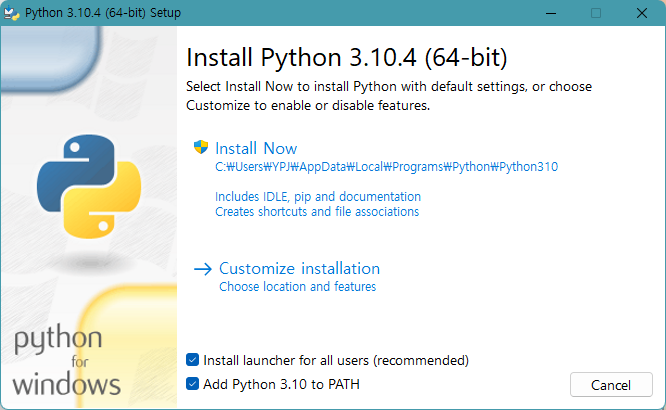 Python 3.10.4 (64-bit) Setup
Install Python 3.10.4 (64-bit)
Select Install Now to install Python with default settings, or choose
Customize to enable or disable features.
Install Now
C:₩Users₩YPJ₩AppData₩Local₩Programs₩Python₩Python310
Includes IDLE, pip and documentation
Creates shortcuts and file associations
Customize installation
Choose location and features
python
for
windows
Install launcher for all users (recommended)
Add Python 3.10 to PATH
Cancel